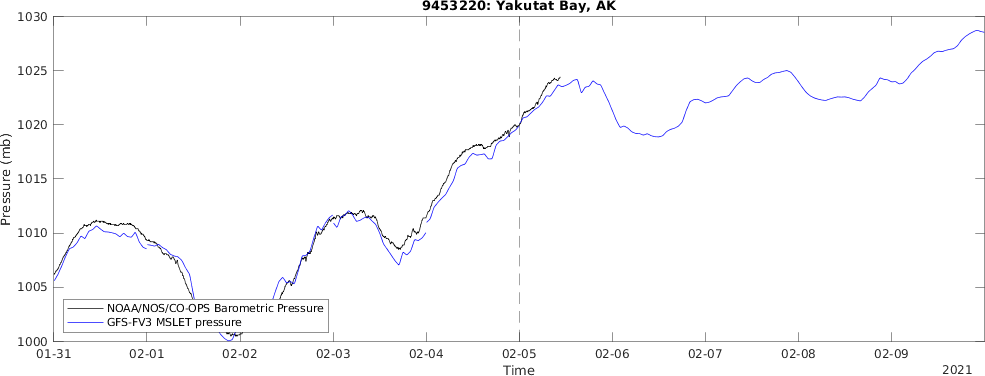 9453220: Yakutat Bay, AK
Pressure (mb)
1030
1025
1020
1015
1010
1005
1000
NOAA/NOS/CO-OPS Barometric Pressure
GFS-FV3 MSLET pressure
01-31 02-01 02-02 02-03 02-04 02-05 02-06 02-07 02-08 02-09
Time
2021